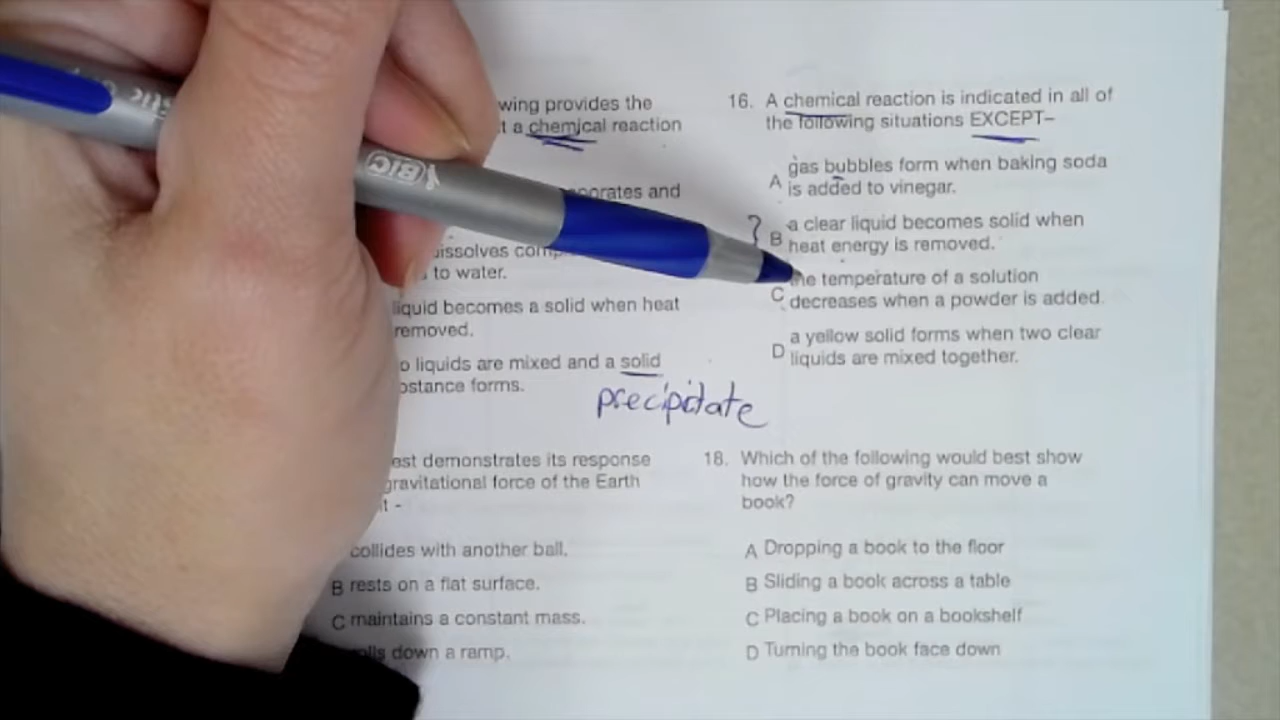 wing provides the
t a chemical reaction
orates and
dissolves
to water.
liquid becomes a solid when heat
removed.
o liquids are mixed and a solid
bstance forms.
precipitate
est demonstrates its response
gravitational force of the Earth
t -
collides with another ball.
B rests on a flat surface.
C maintains a constant mass.
down a ramp.
BIC
16. A chemical reaction is indicated in all of
the following situations EXCEPT–
A gas bubbles form when baking soda
is added to vinegar.
?
B a clear liquid becomes solid when
heat energy is removed.
C the temperature of a solution
decreases when a powder is added.
D a yellow solid forms when two clear
liquids are mixed together.
18. Which of the following would best show
how the force of gravity can move a
book?
A Dropping a book to the floor
B Sliding a book across a table
C Placing a book on a bookshelf
D Turning the book face down